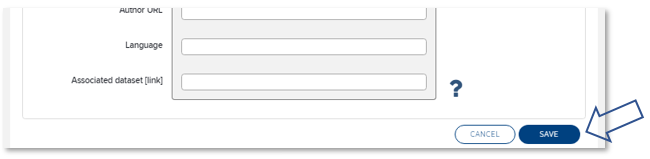 Author URL
Language
Associated dataset [link]
?
CANCEL SAVE